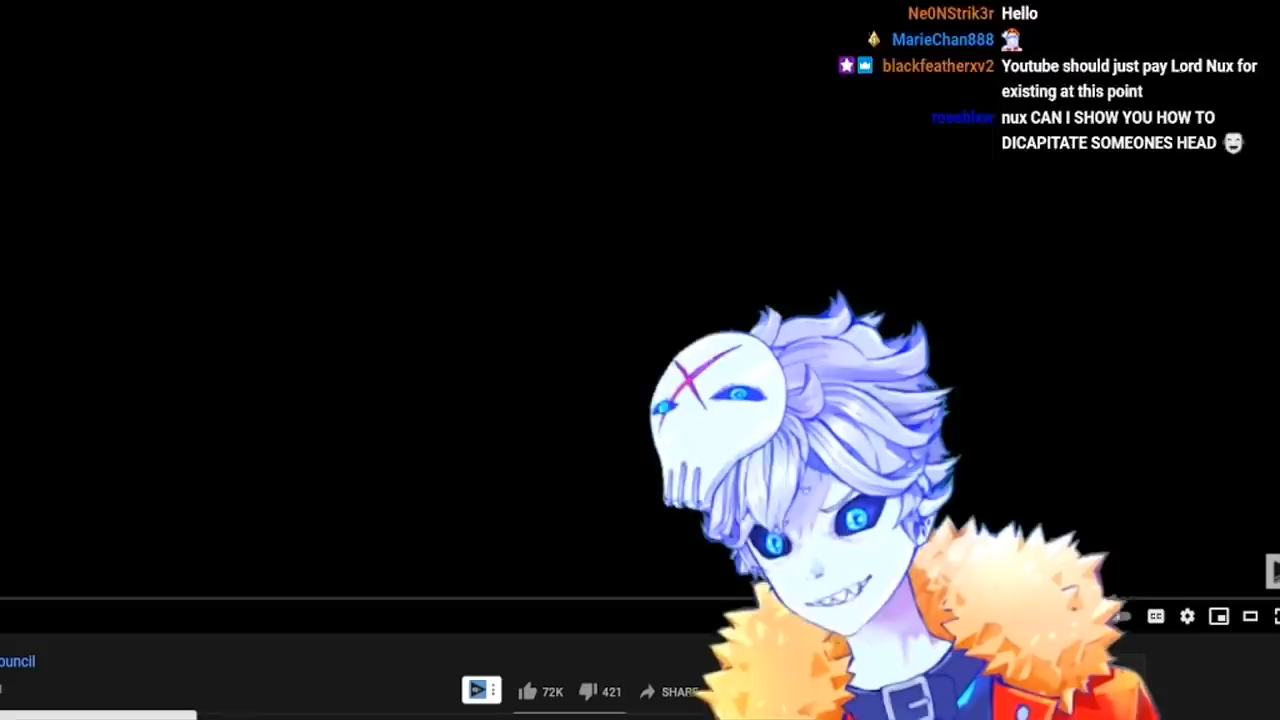 Ne0NStrik3r Hello
MarieChan888
blackfeatherxv2 Youtube should just pay Lord Nux for
existing at this point
nux CAN I SHOW YOU HOW TO
DICAPITATE SOMEONES HEAD
ouncil
72K 421 SHARE